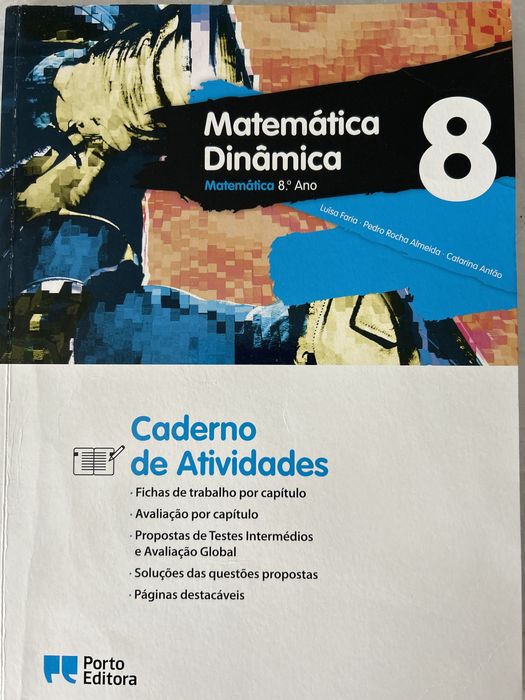 Matemática
Dinâmica
8
Matemática 8.º Ano
Luísa Faria · Pedro Rocha Almeida · Catarina Antão
Caderno
de Atividades
· Fichas de trabalho por capítulo
· Avaliação por capítulo
· Propostas de Testes Intermédios
e Avaliação Global
· Soluções das questões propostas
· Páginas destacáveis
Porto
Editora